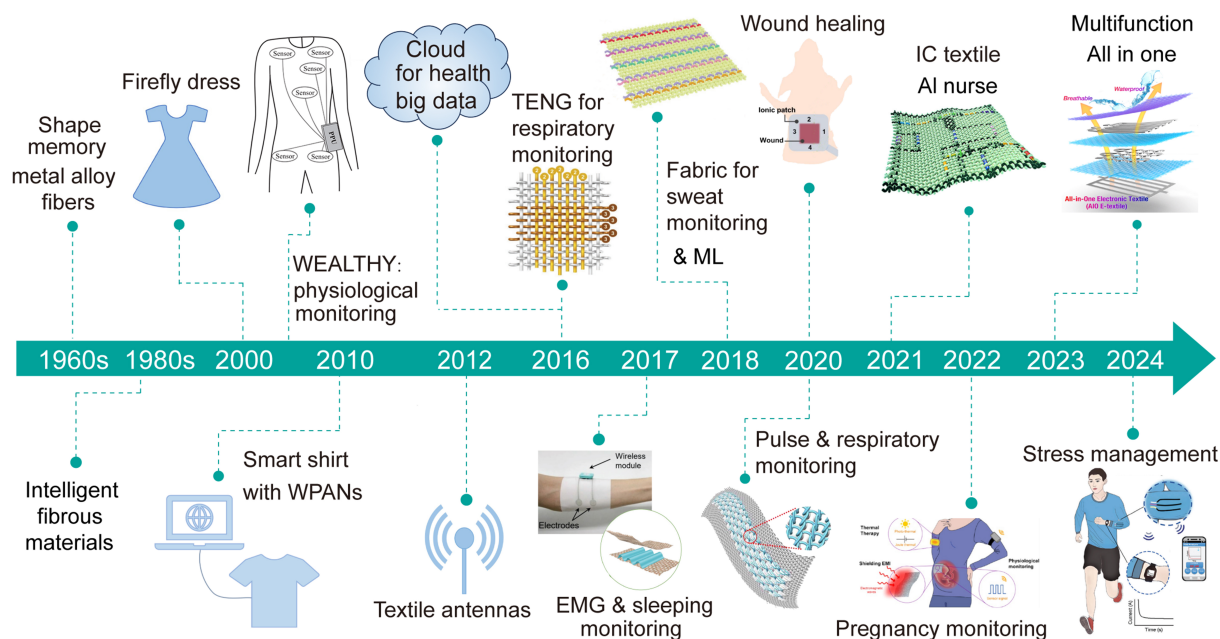 Shape
memory
metal alloy
fibers
Firefly dress
Sensor
Sensor
Sensor
Sensor
Sensor
Sensor
PPU
WEALTHY:
physiological
monitoring
Cloud
for health
big data
TENG for
respiratory
monitoring
Fabric for
sweat
monitoring
& ML
Wound healing
Ionic patch
Wound
2
3
1
4
IC textile
AI nurse
Multifunction
All in one
Breathable
Waterproof
All-in-One Electronic Textile
(AIO E-textile)
1960s
1980s
2000
2010
2012
2016
2017
2018
2020
2021
2022
2023
2024
Intelligent
fibrous
materials
Smart shirt
with WPANs
Textile antennas
Wireless
module
Electrodes
EMG & sleeping
monitoring
Pulse & respiratory
monitoring
Thermal
Therapy
Shielding EMI
Physiological
monitoring
Pregnancy monitoring
Stress management
Current (A)
Time (s)